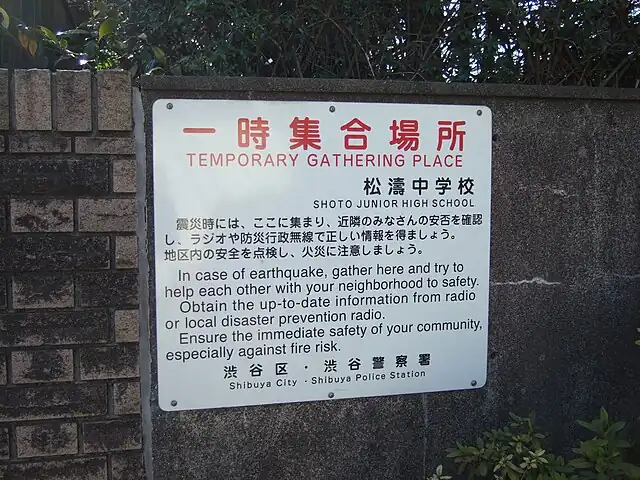 一時集合場所
TEMPORARY GATHERING PLACE
松濤中学校
SHOTO JUNIOR HIGH SCHOOL
震災時には、ここに集まり、近隣のみなさんの安否を確認
し、ラジオや防災行政無線で正しい情報を得ましょう。
地区内の安全を点検し、火災に注意しましょう。
In case of earthquake, gather here and try to
help each other with your neighborhood to safety.
Obtain the up-to-date information from radio
or local disaster prevention radio.
Ensure the immediate safety of your community,
especially against fire risk.
渋谷区・渋谷警察署
Shibuya City・Shibuya Police Station